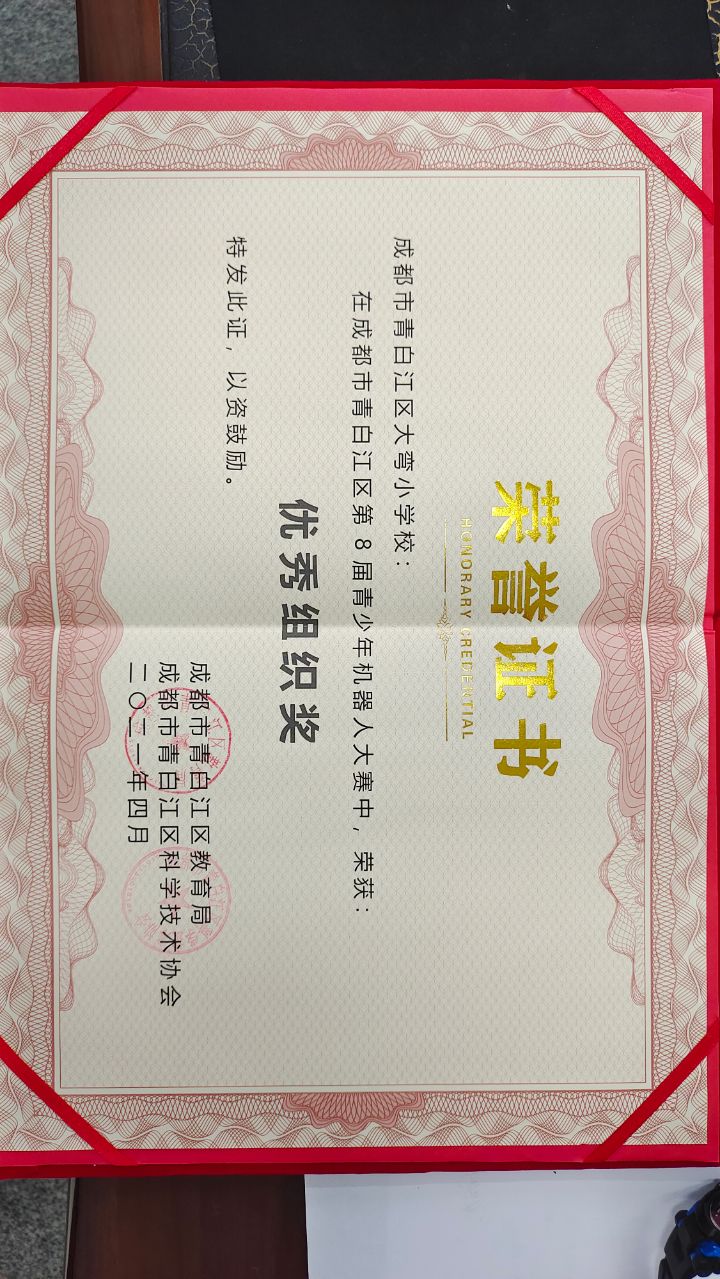 荣誉证书
HONORARY CREDENTIAL
成都市青白江区大弯小学校：
在成都市青白江区第8届青少年机器人大赛中，荣获：
优秀组织奖
特发此证，以资鼓励。
成都市青白江区教育局
成都市青白江区科学技术协会
二〇二一年四月